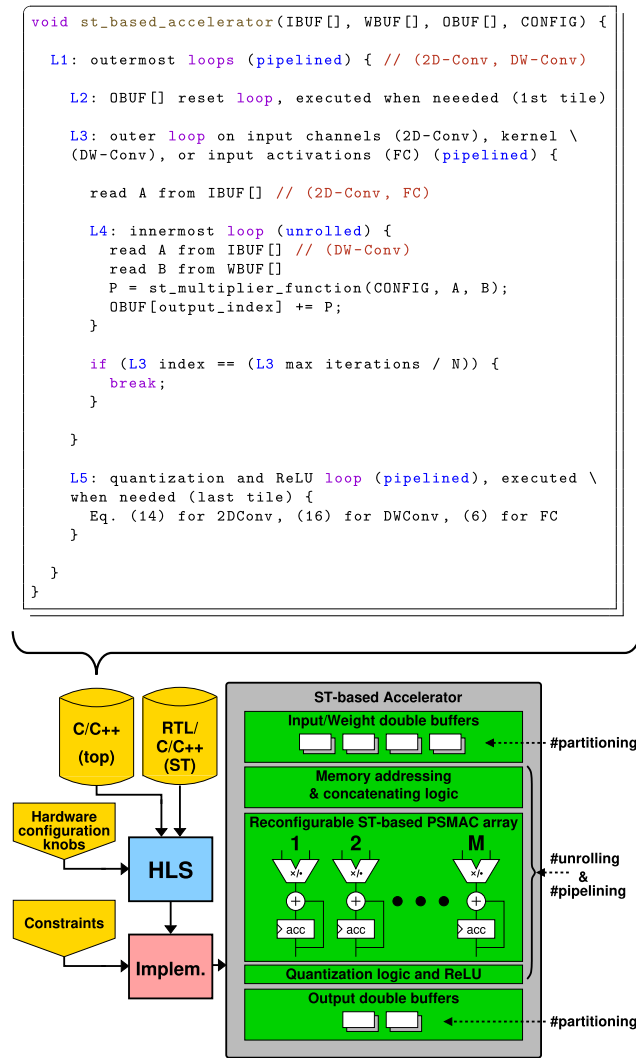 void st_based_accelerator(IBUF[], WBUF[], OBUF[], CONFIG) {
L1: outermost loops (pipelined) { // (2D-Conv, DW-Conv)
L2: OBUF[] reset loop, executed when neeeded (1st tile)
L3: outer loop on input channels (2D-Conv), kernel \
(DW-Conv), or input activations (FC) (pipelined) {
read A from IBUF[] // (2D-Conv, FC)
L4: innermost loop (unrolled) {
read A from IBUF[] // (DW-Conv)
read B from WBUF[]
P = st_multiplier_function(CONFIG, A, B);
OBUF[output_index] += P;
}
if (L3 index == (L3 max iterations / N)) {
break;
}
}
L5: quantization and ReLU loop (pipelined), executed \
when needed (last tile) {
Eq. (14) for 2DConv, (16) for DWConv, (6) for FC
}
}
}
C/C++
(top)
RTL/
C/C++
(ST)
Hardware
configuration
knobs
HLS
Constraints
Implem.
ST-based Accelerator
Input/Weight double buffers
#partitioning
Memory addressing
& concatenating logic
Reconfigurable ST-based PSMAC array
1 2 M
×/• ×/• ×/•
+ + +
acc acc acc
#unrolling
&
#pipelining
Quantization logic and ReLU
Output double buffers
#partitioning